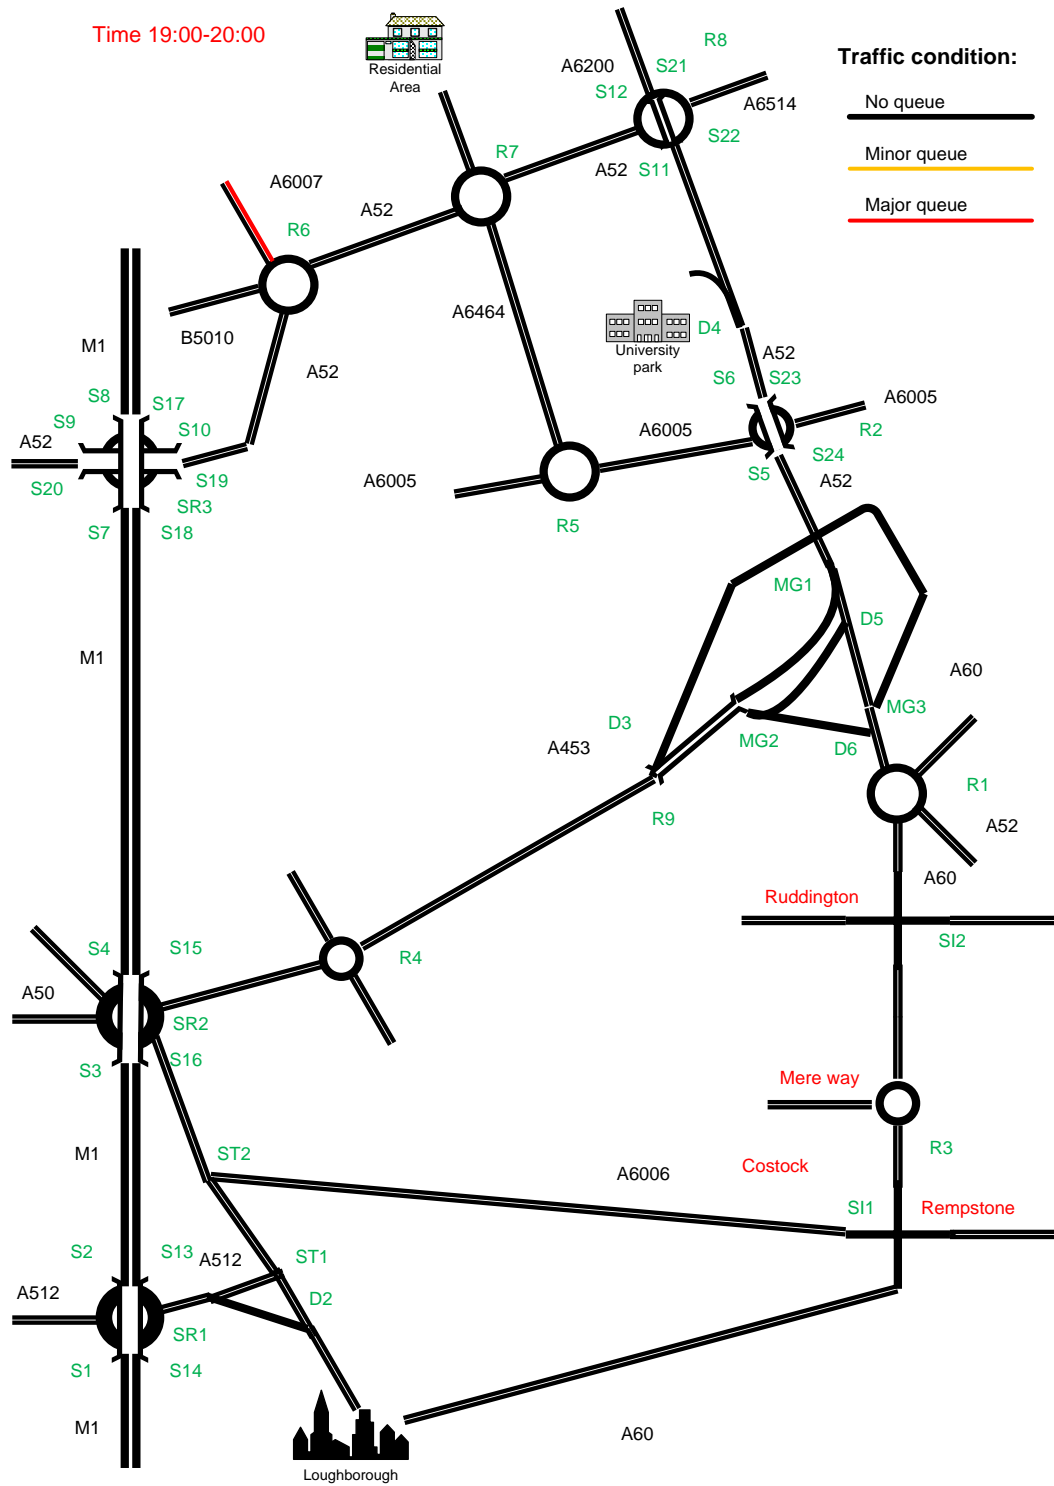 Time 19:00-20:00
Residential
Area
A6200
S21
R8
S12
A6514
S22
S11
A52
R7
Traffic condition:
No queue
Minor queue
Major queue
A6007
A52
R6
B5010
A52
A6464
University
park
D4
A52
S6
S23
A6005
R2
A6005
S24
S5
A52
M1
S8
S17
S9
S10
A52
S20
S19
SR3
S7
S18
A6005
R5
MG1
D5
M1
A60
MG3
D3
MG2
D6
A453
R1
R9
A52
A60
Ruddington
SI2
S4
S15
R4
A50
SR2
S3
S16
Mere way
R3
M1
ST2
A6006
Costock
SI1
Rempstone
S2
S13
A512
ST1
A512
D2
SR1
S1
S14
M1
A60
Loughborough